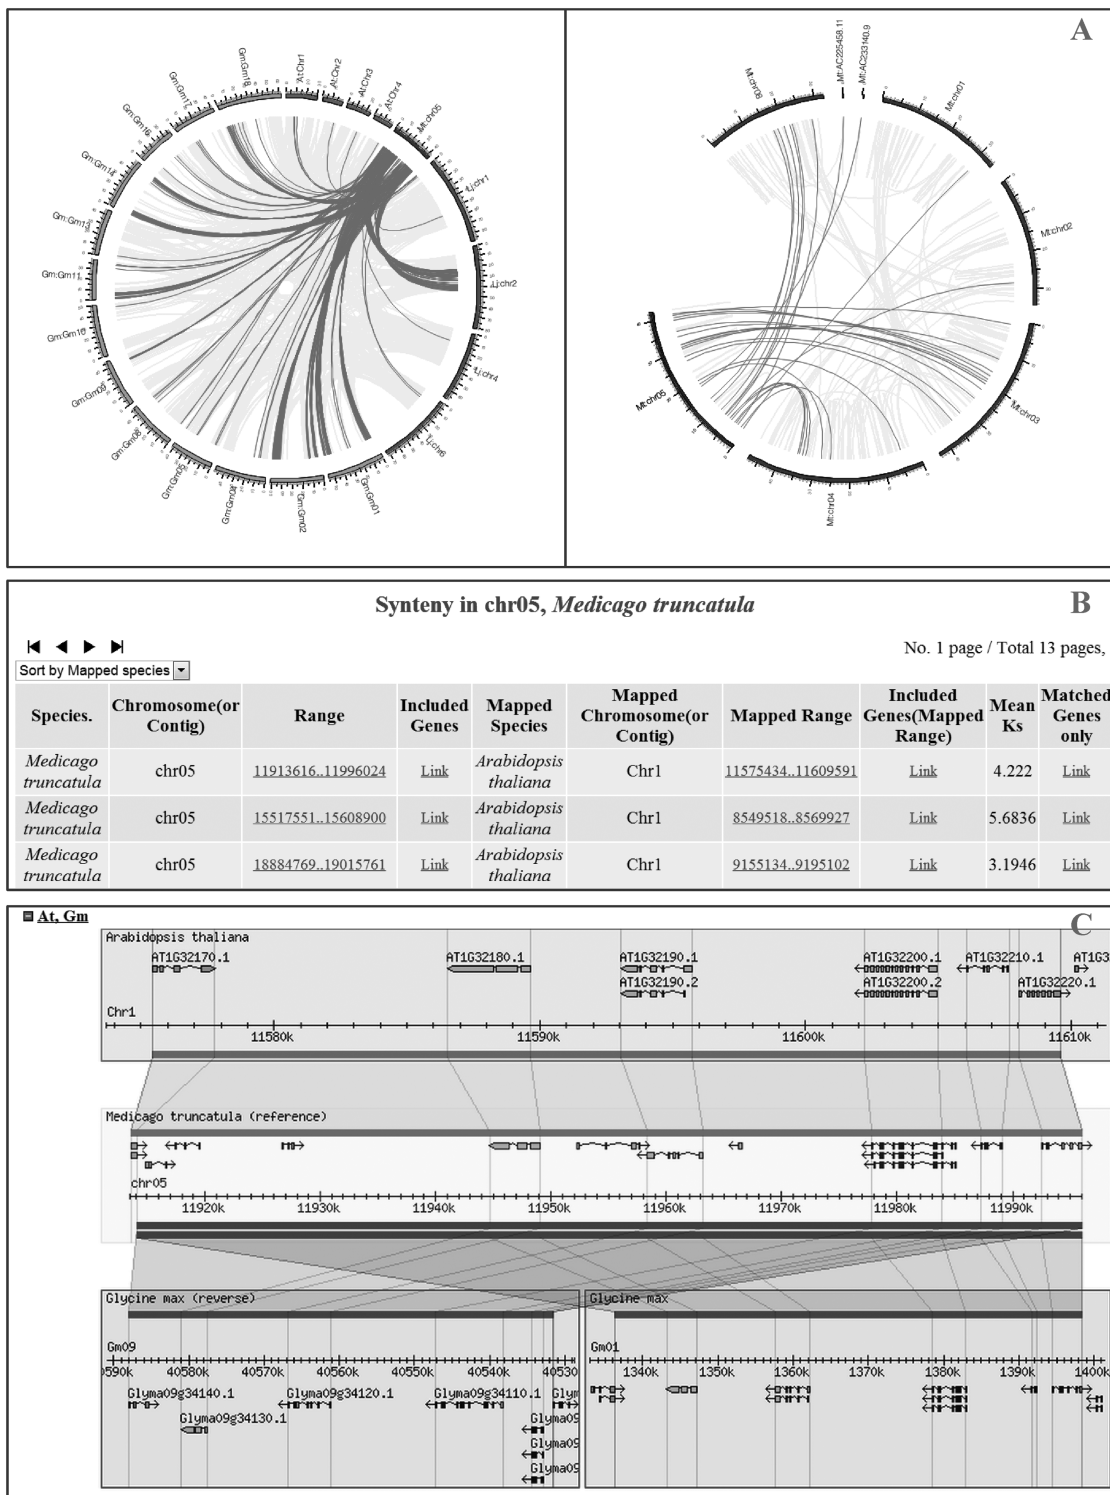 A
Gm:Gm18
At:Chr1
At:Chr2
At:Chr3
At:Chr4
Mt:chr05
Lj:chr1
Lj:chr2
Lj:chr4
Lj:chr6
Gm:Gm01
Gm:Gm02
Gm:Gm04
Gm:Gm05
Gm:Gm08
Gm:Gm09
Gm:Gm10
Gm:Gm11
Gm:Gm13
Gm:Gm14
Gm:Gm16
Gm:Gm17
Mt:AC225458.11
Mt:AC233140.9
Mt:chr01
Mt:chr02
Mt:chr03
Mt:chr04
Mt:chr05
Mt:chr08
Synteny in chr05, Medicago truncatula
B
No. 1 page / Total 13 pages,
Sort by Mapped species
Species. Chromosome(or Contig) Range Included Genes Mapped Species Mapped Chromosome(or Contig) Mapped Range Included Genes(Mapped Range) Mean Ks Matched Genes only
Medicago truncatula chr05 11913616..11996024 Link Arabidopsis thaliana Chr1 11575434..11609591 Link 4.222 Link
Medicago truncatula chr05 15517551..15608900 Link Arabidopsis thaliana Chr1 8549518..8569927 Link 5.6836 Link
Medicago truncatula chr05 18884769..19015761 Link Arabidopsis thaliana Chr1 9155134..9195102 Link 3.1946 Link
At, Gm
C
Arabidopsis thaliana
AT1G32170.1 AT1G32180.1 AT1G32190.1 AT1G32200.1 AT1G32210.1 AT1G3
AT1G32190.2 AT1G32200.2 AT1G32220.1
Chr1
11580k 11590k 11600k 11610k
Medicago truncatula (reference)
chr05
11920k 11930k 11940k 11950k 11960k 11970k 11980k 11990k
Glycine max (reverse) Glycine max
Gm09 Gm01
40580k 40570k 40560k 40550k 40540k 40530k 1340k 1350k 1360k 1370k 1380k 1390k 1400k
Glyma09g34140.1 Glyma09g34120.1 Glyma09g34110.1 Glym
Glyma09g34130.1 Glyma09
Glyma09
Glyma09